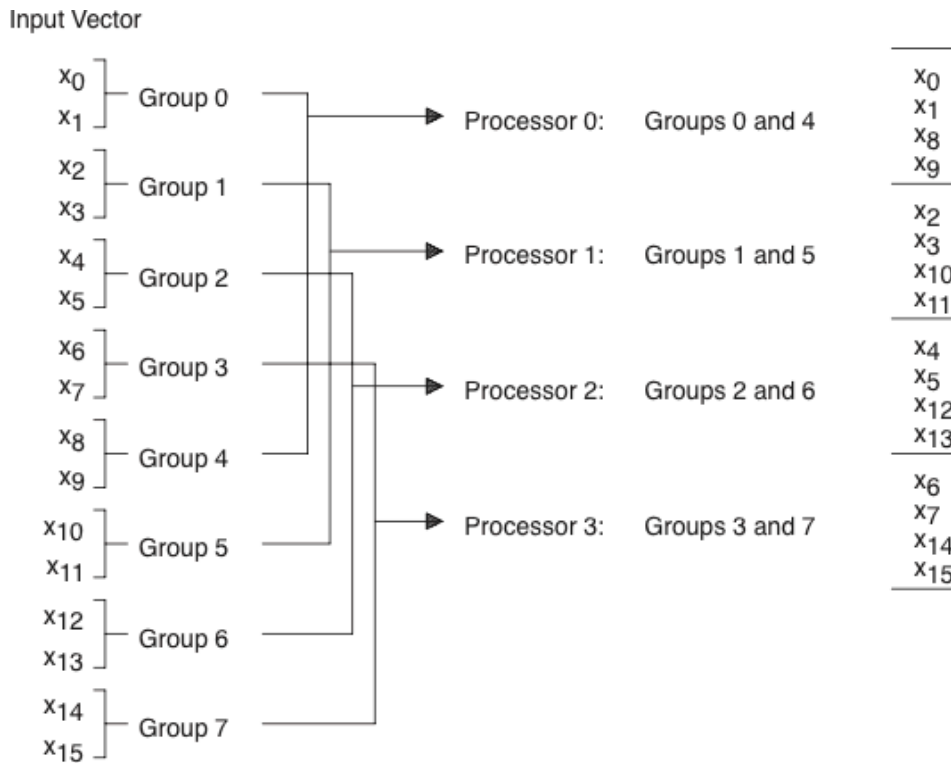 Input Vector
x0
x1
Group 0
x2
x3
Group 1
x4
x5
Group 2
x6
x7
Group 3
x8
x9
Group 4
x10
x11
Group 5
x12
x13
Group 6
x14
x15
Group 7
Processor 0: Groups 0 and 4
Processor 1: Groups 1 and 5
Processor 2: Groups 2 and 6
Processor 3: Groups 3 and 7
x0
x1
x8
x9
x2
x3
x10
x11
x4
x5
x12
x13
x6
x7
x14
x15